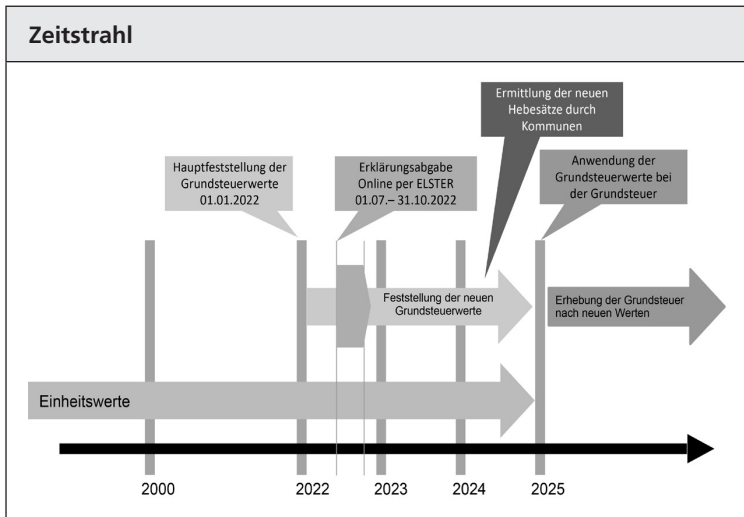 Zeitstrahl
Ermittlung der neuen
Hebesätze durch
Kommunen
Hauptfeststellung der
Grundsteuerwerte
01.01.2022
Erklärungsabgabe
Online per ELSTER
01.07.– 31.10.2022
Anwendung der
Grundsteuerwerte bei
der Grundsteuer
Feststellung der neuen
Grundsteuerwerte
Erhebung der Grundsteuer
nach neuen Werten
Einheitswerte
2000
2022
2023
2024
2025